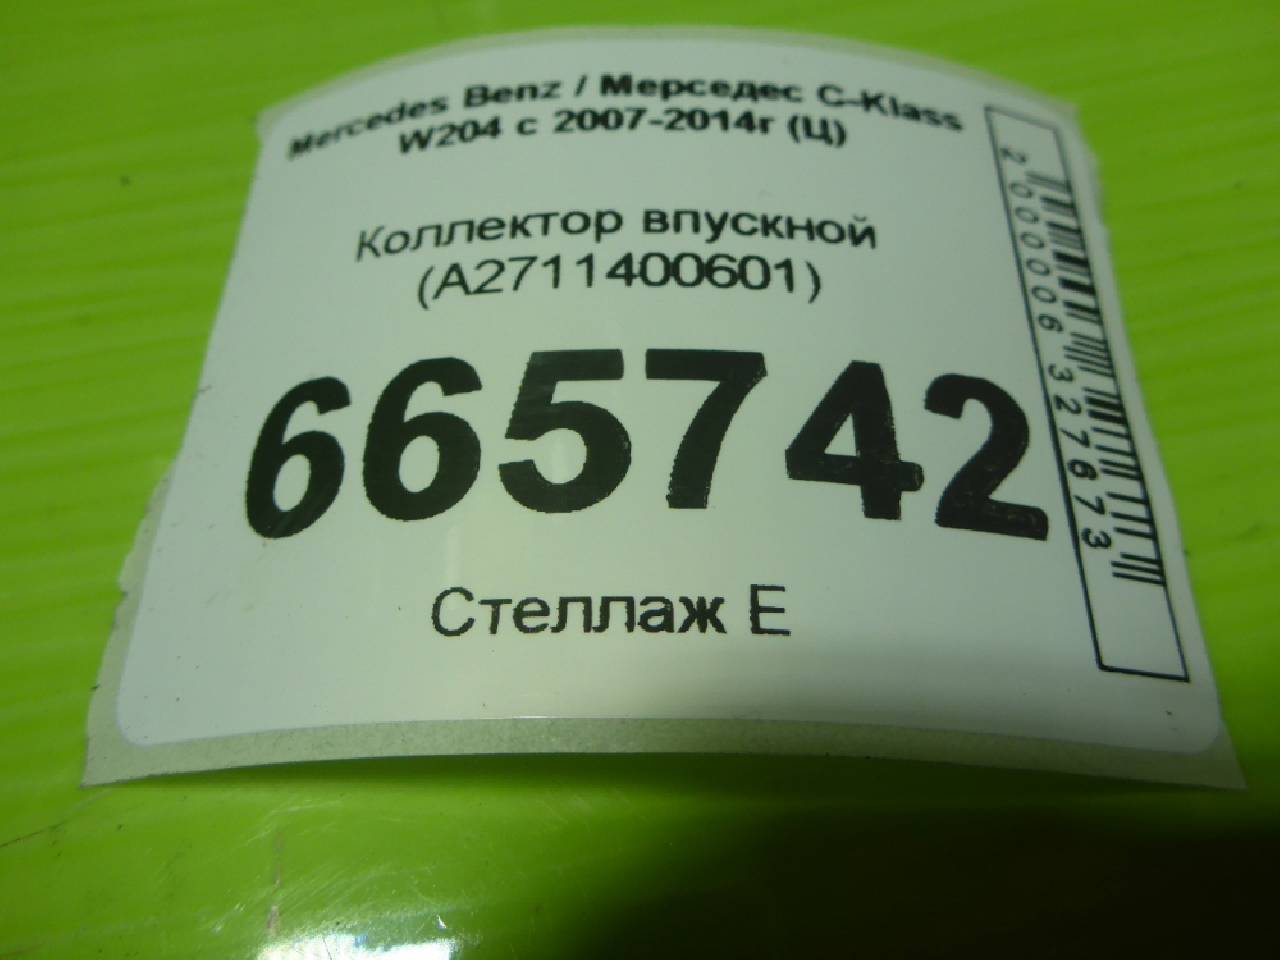 Mercedes Benz / Мерседес C-Klass
W204 с 2007-2014г (Ц)
Коллектор впускной
(A2711400601)
665742
Стеллаж Е
2000006327673